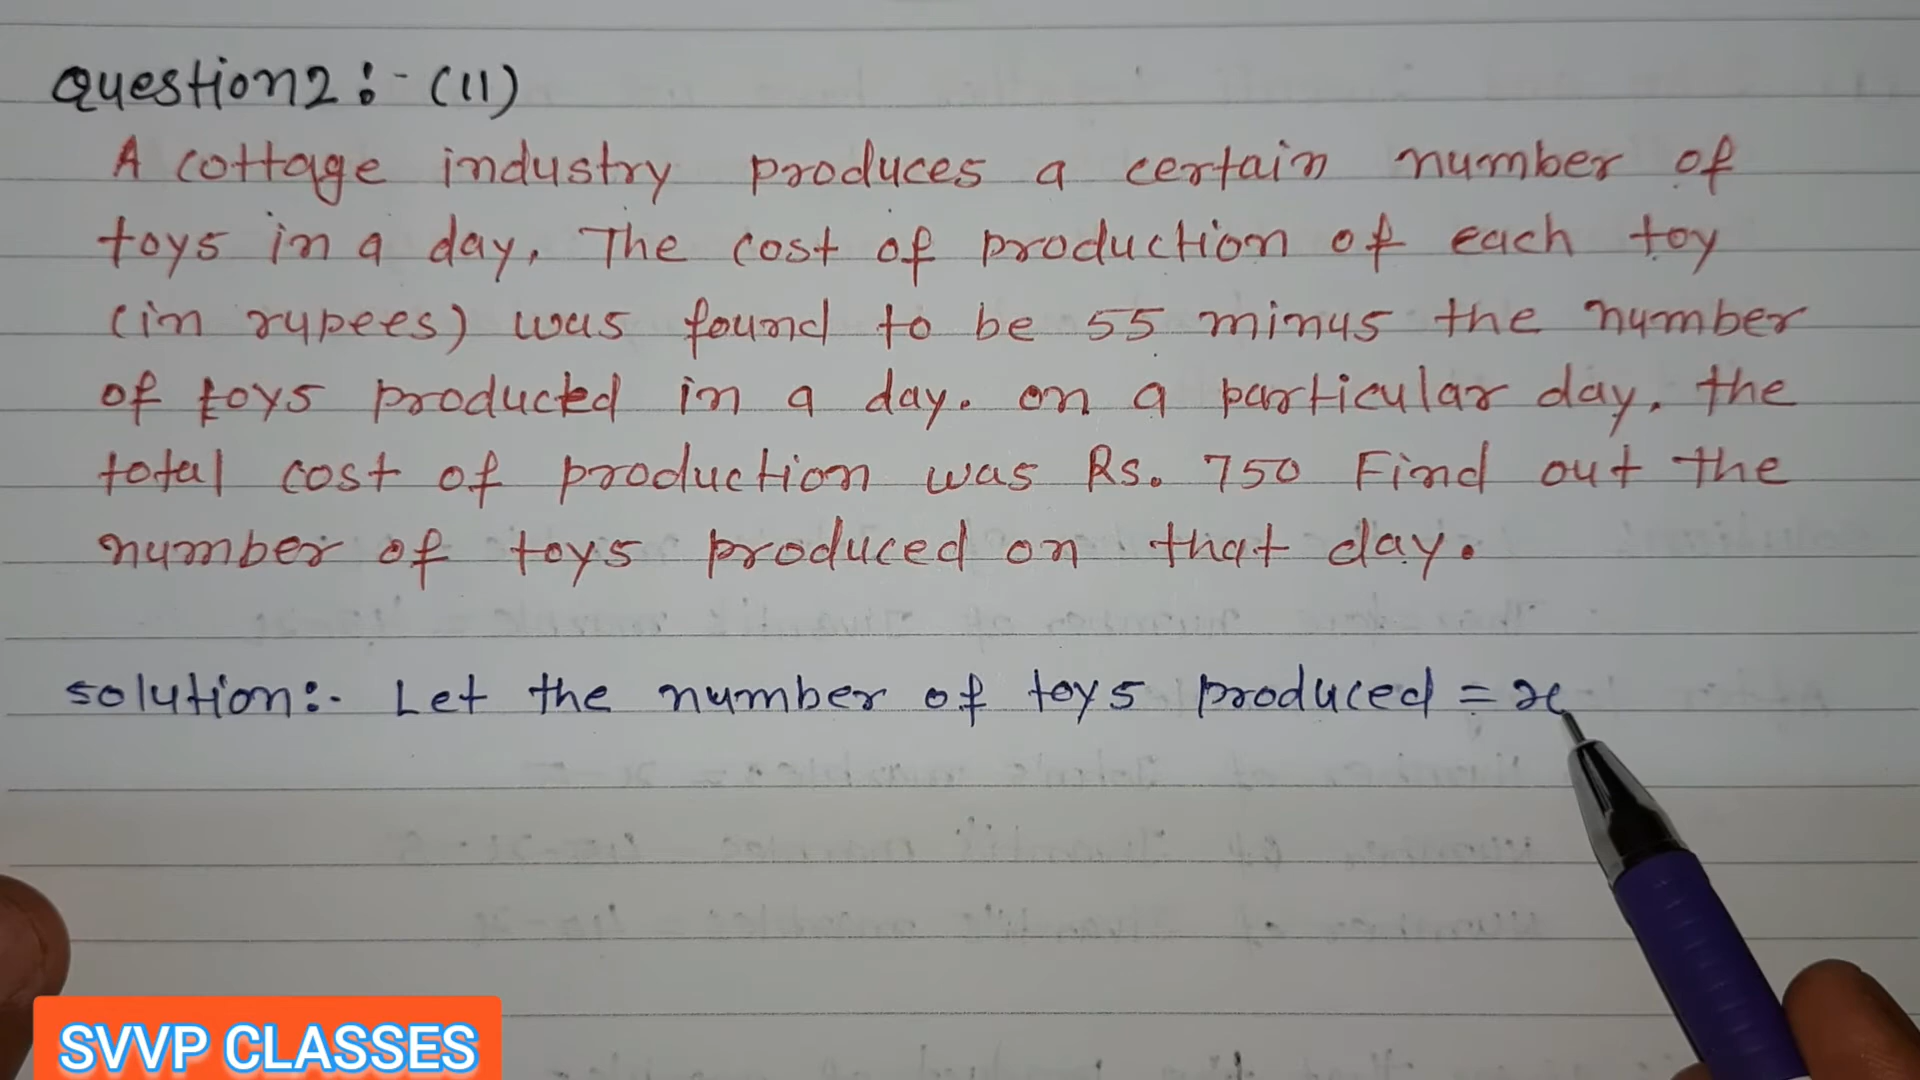 Question2:- (II)
A cottage industry produces a certain number of
toys in a day. The cost of production of each toy
(in rupees) was found to be 55 minus the number
of toys producted in a day. on a particular day, the
total cost of production was Rs. 750 Find out the
number of toys produced on that day.
solution:- Let the number of toys produced = x
SVVP CLASSES